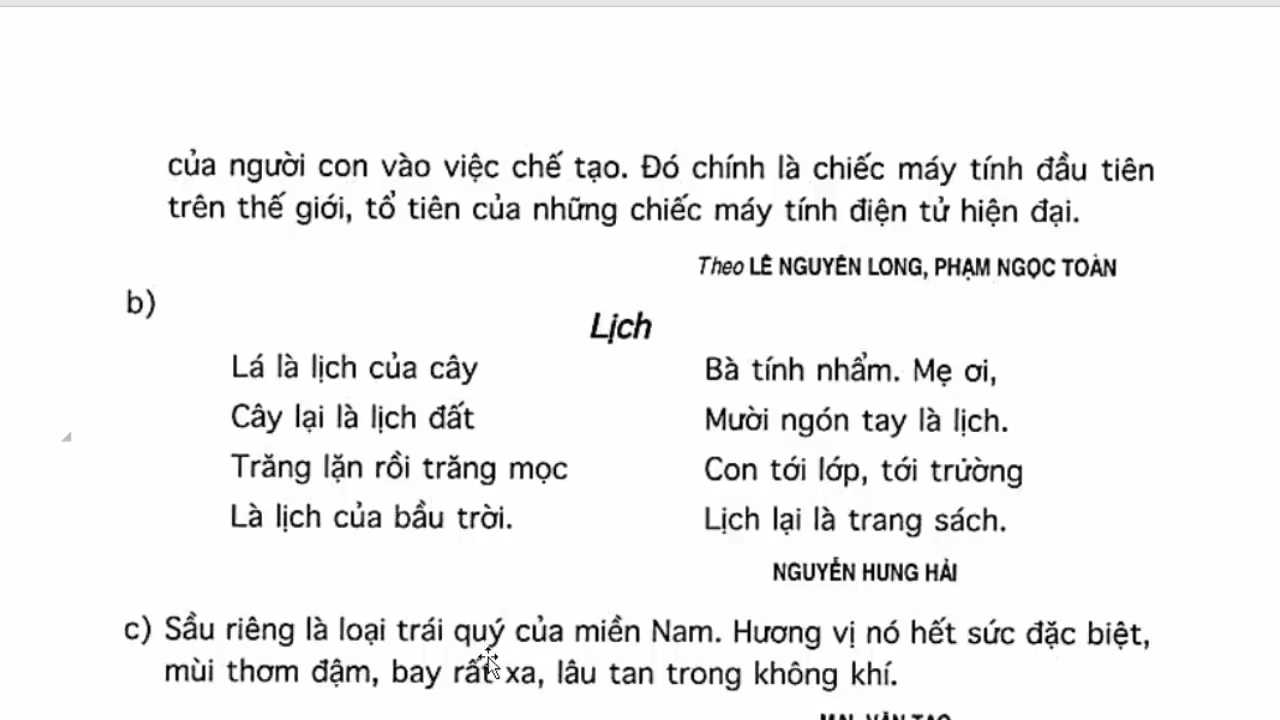 của người con vào việc chế tạo. Đó chính là chiếc máy tính đầu tiên
trên thế giới, tổ tiên của những chiếc máy tính điện tử hiện đại.
Theo LÊ NGUYÊN LONG, PHẠM NGỌC TOÀN
b)
Lịch
Lá là lịch của cây
Cây lại là lịch đất
Trăng lặn rồi trăng mọc
Là lịch của bầu trời.
Bà tính nhẩm. Mẹ ơi,
Mười ngón tay là lịch.
Con tới lớp, tới trường
Lịch lại là trang sách.
NGUYỄN HƯNG HẢI
c) Sầu riêng là loại trái quý của miền Nam. Hương vị nó hết sức đặc biệt,
mùi thơm đậm, bay rất xa, lâu tan trong không khí.
MAI VĂN TẠO